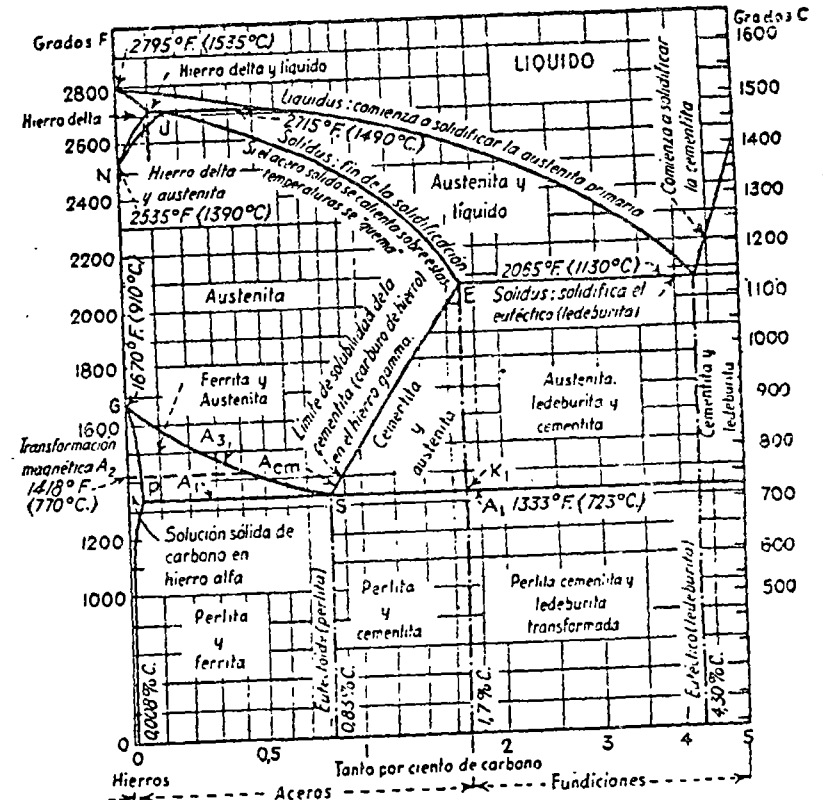 Grados F
Grados C
2795°F. (1535°C)
Hierro delta y líquido
LIQUIDO
Liquidus: comienza a solidificar la austenita primaria
Comienza a solidificar
la cementita
2800
Hierro delta
2600
N
2400
2200
2000
1800
G
1600
1200
1000
0
1600
1500
1400
1300
1200
1100
1000
900
800
700
600
500
J
2715°F. (1490°C.)
Solidus: fin de la solidificación
Si el acero solido se calienta sobre estas
temperaturas se "quema"
Hierro delta
y austenita
2535°F (1390°C)
Austenita y
líquido
2065°F. (1130°C)
E
Solidus: solidifica el
eutéctico (ledeburita)
1670°F. (910°C.)
Austenita
Límite de solubilidad de la
cementita (carburo de hierro)
en el hierro gamma.
Cementita
y
austenita
Austenita,
ledeburita y
cementita
Cementita y
ledeburita
Ferrita y
Austenita
A3
Acm
A1
Transformación
magnética A2
1418°F.
(770°C.)
P
S
K1
A1 1333°F. (723°C.)
Solución sólida de
carbono en
hierro alfa
Perlita
y
ferrita
Eutectoide (perlita)
Perlita y
cementita
Perlita cementita y
ledeburita
transformada
Eutéctico (ledeburita)
0,008% C.
0,83% C.
1,7% C.
4,30% C.
0
0,5
1
2
3
4
5
Tanto por ciento de carbono
Hierros
Aceros
Fundiciones